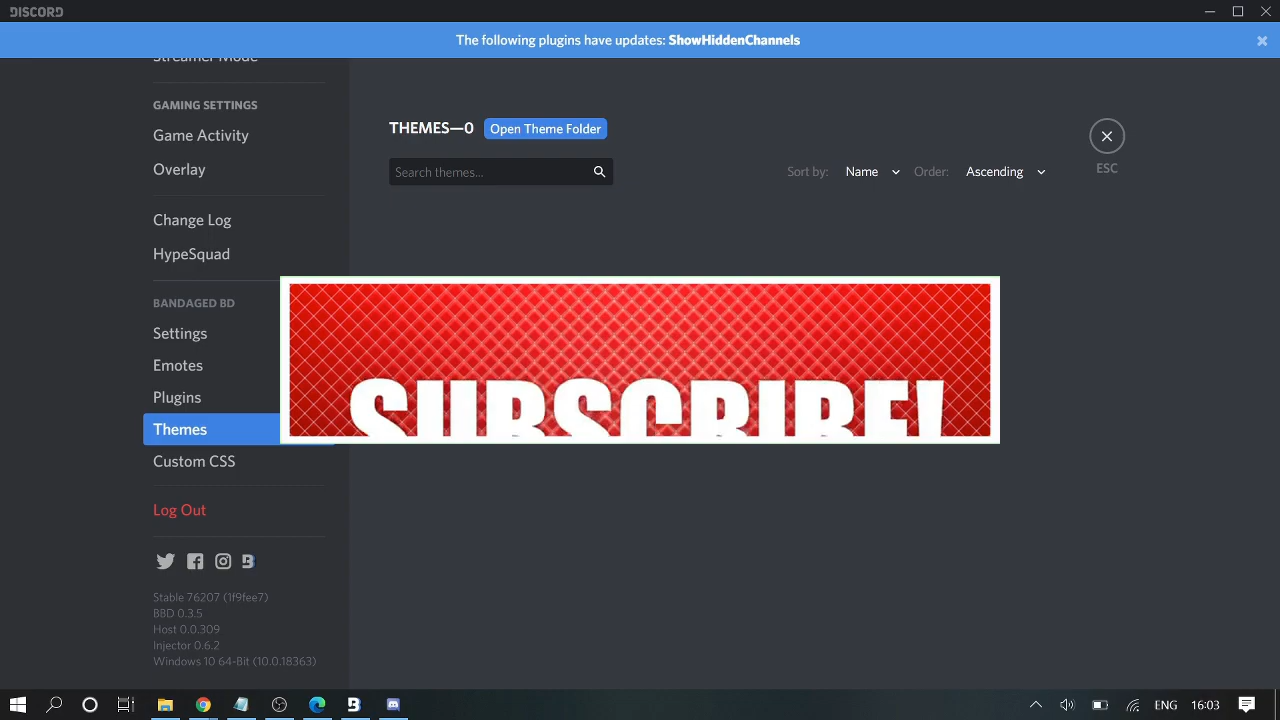 DISCORD
The following plugins have updates: ShowHiddenChannels
Streamer Mode
GAMING SETTINGS
Game Activity
Overlay
Change Log
HypeSquad
BANDAGED BD
Settings
Emotes
Plugins
Themes
Custom CSS
Log Out
Stable 76207 (1f9fee7)
BBD 0.3.5
Host 0.0.309
Injector 0.6.2
Windows 10 64-Bit (10.0.18363)
THEMES—0
Open Theme Folder
Search themes...
Sort by: Name Order: Ascending
ESC
SUBSCRIBE!
ENG 16:03